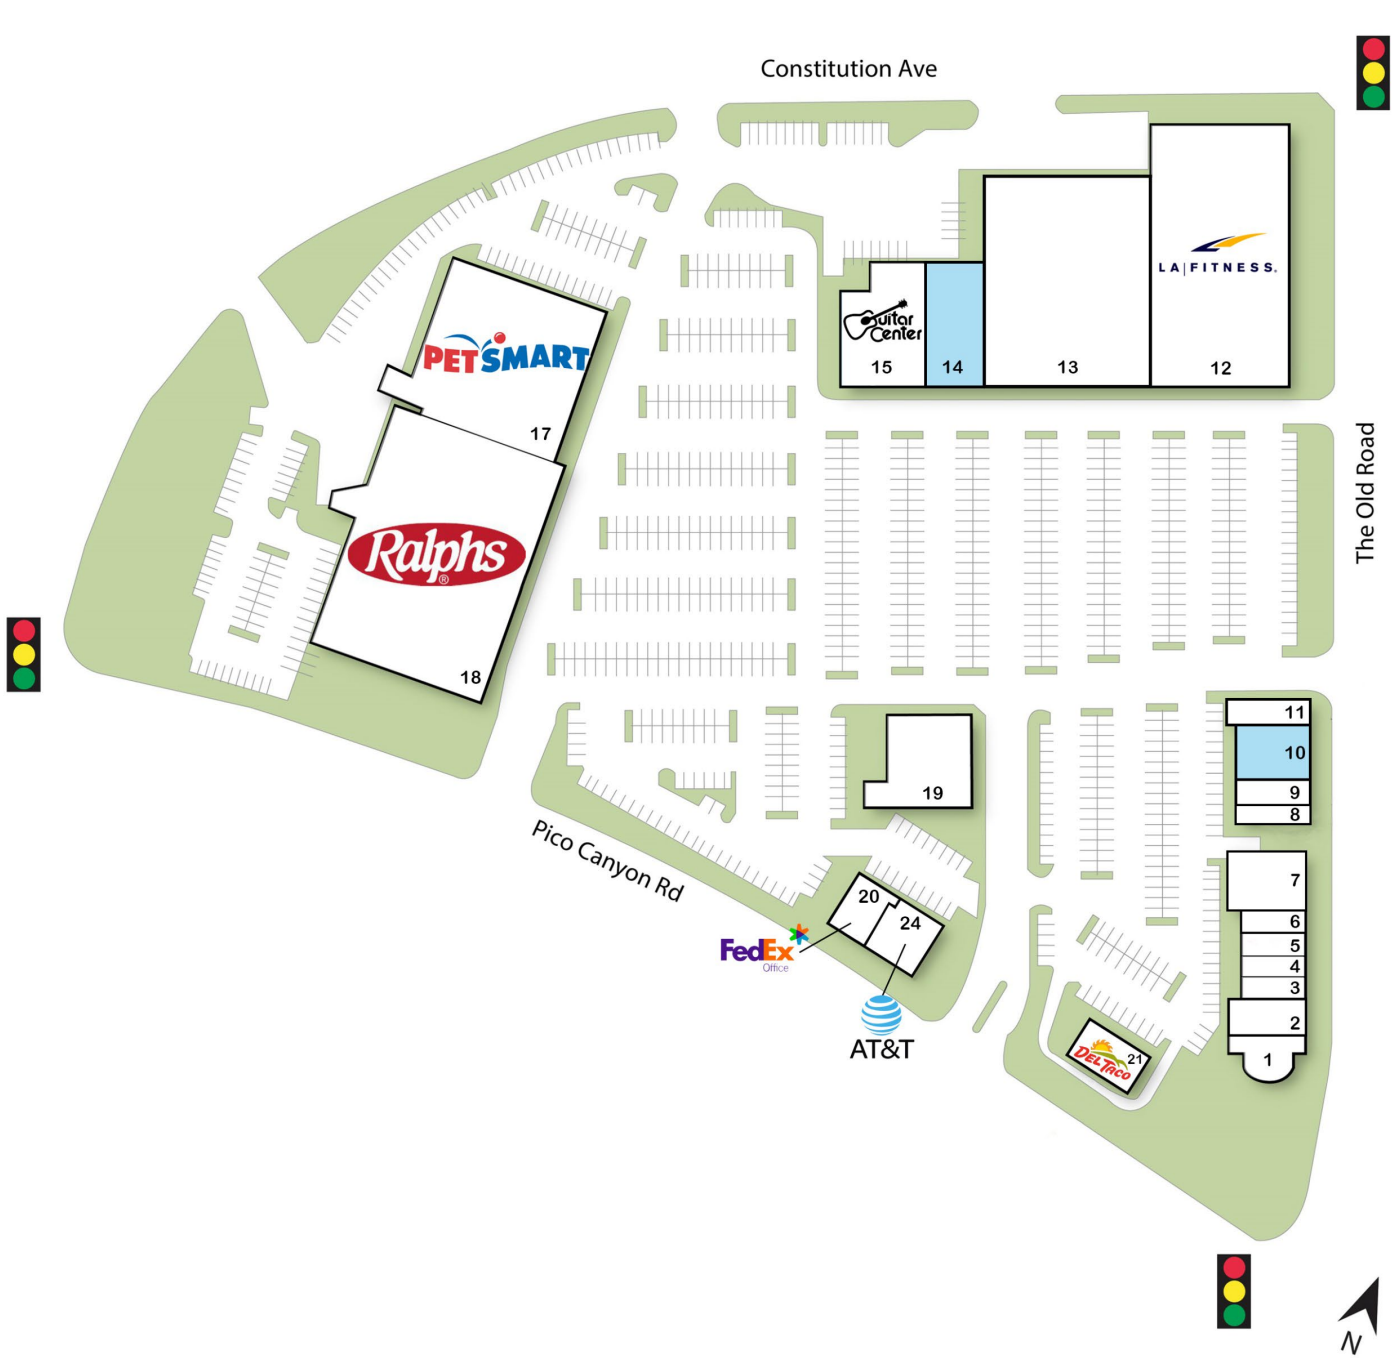 Constitution Ave
LA|FITNESS.
Guitar
Center
15
14
13
12
PETSMART
17
The Old Road
Ralphs
®
18
11
10
9
8
19
Pico Canyon Rd
7
20
24
6
5
4
3
2
1
FedEx
Office
AT&T
DEL TACO
21
N